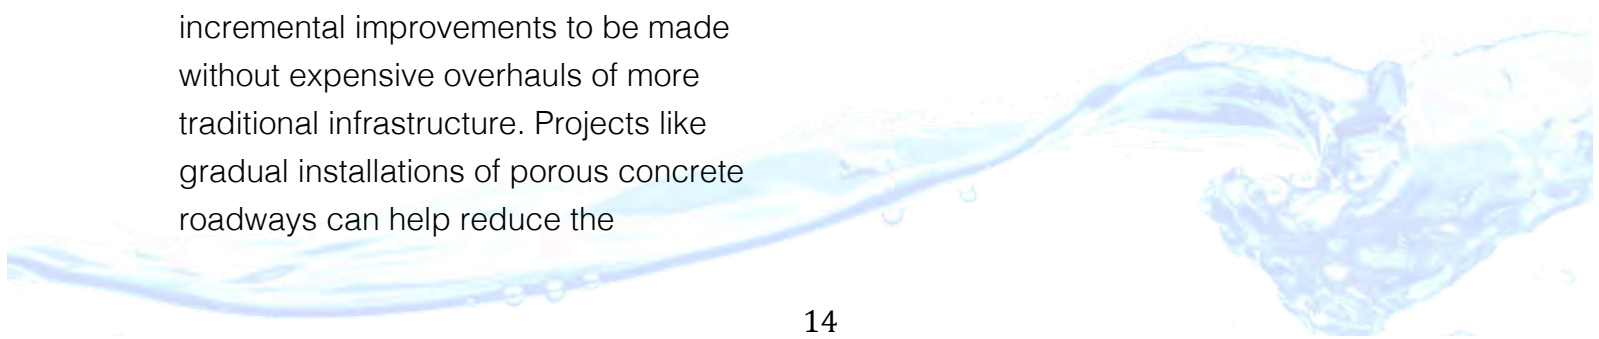 incremental improvements to be made
without expensive overhauls of more
traditional infrastructure. Projects like
gradual installations of porous concrete
roadways can help reduce the
14